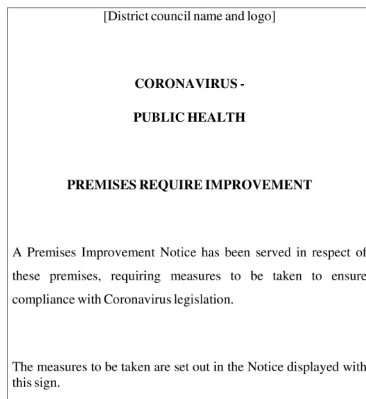 [District council name and logo]
CORONAVIRUS -
PUBLIC HEALTH
PREMISES REQUIRE IMPROVEMENT
A Premises Improvement Notice has been served in respect of
these premises, requiring measures to be taken to ensure
compliance with Coronavirus legislation.
The measures to be taken are set out in the Notice displayed with
this sign.